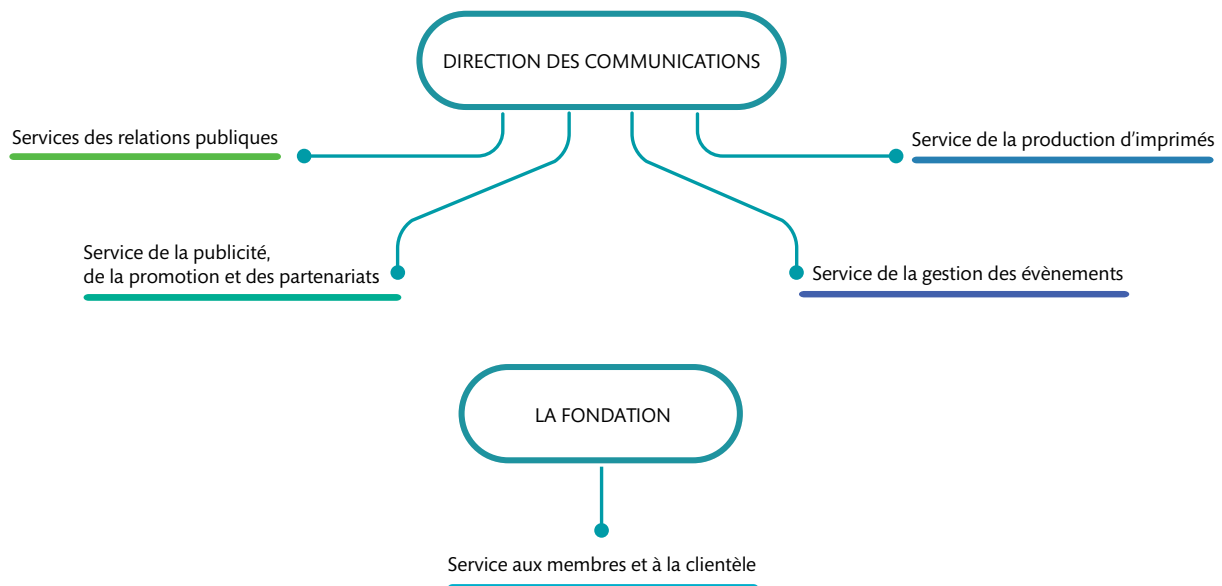 DIRECTION DES COMMUNICATIONS
Services des relations publiques
Service de la production d’imprimés
Service de la publicité,
de la promotion et des partenariats
Service de la gestion des évènements
LA FONDATION
Service aux membres et à la clientèle